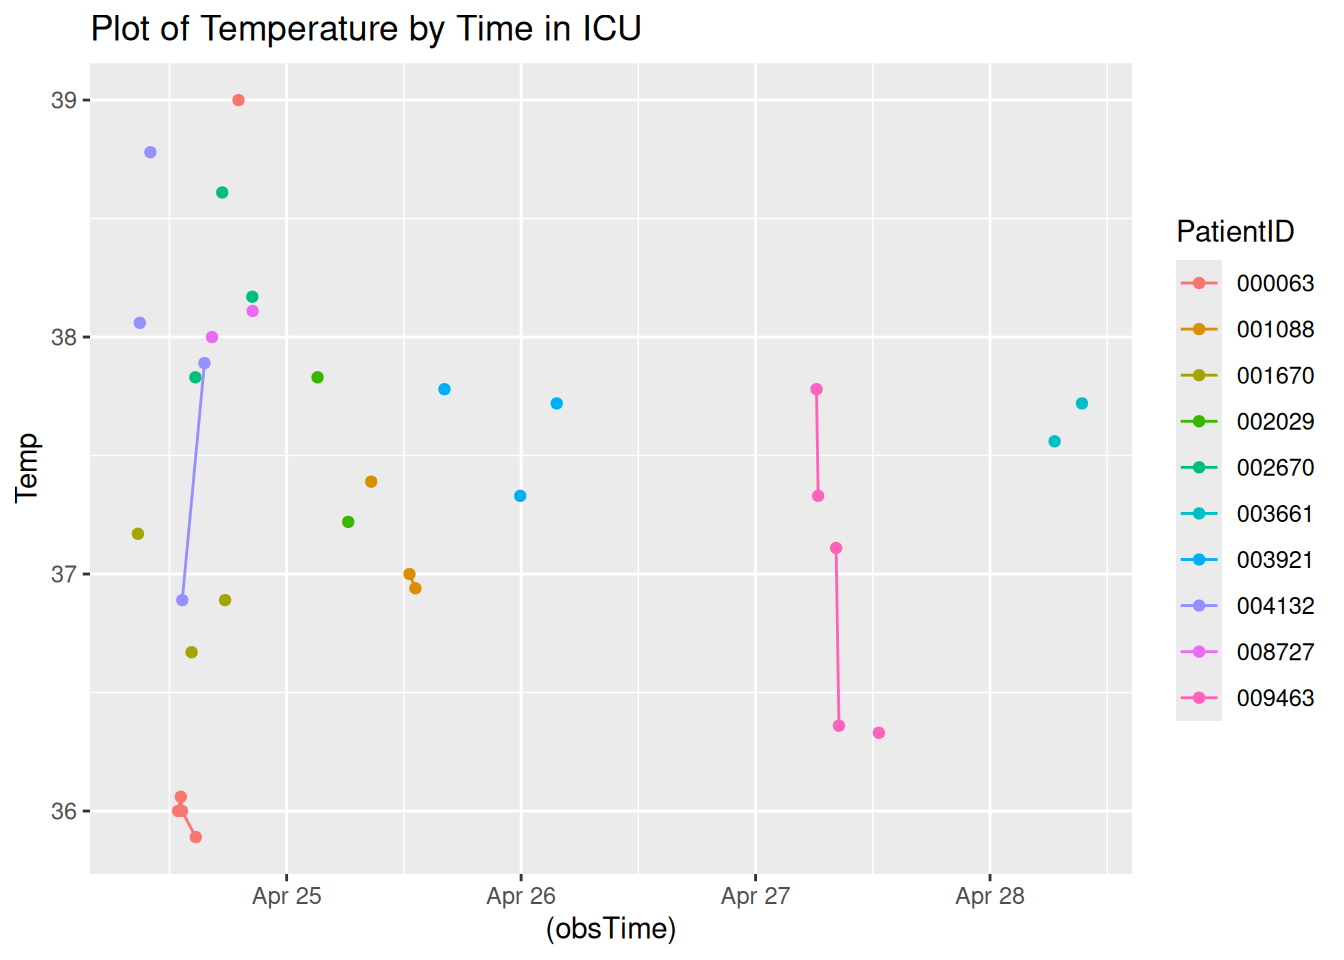 Plot of Temperature by Time in ICU
39
38
37
36
Temp
Apr 25
Apr 26
Apr 27
Apr 28
(obsTime)
PatientID
000063
001088
001670
002029
002670
003661
003921
004132
008727
009463